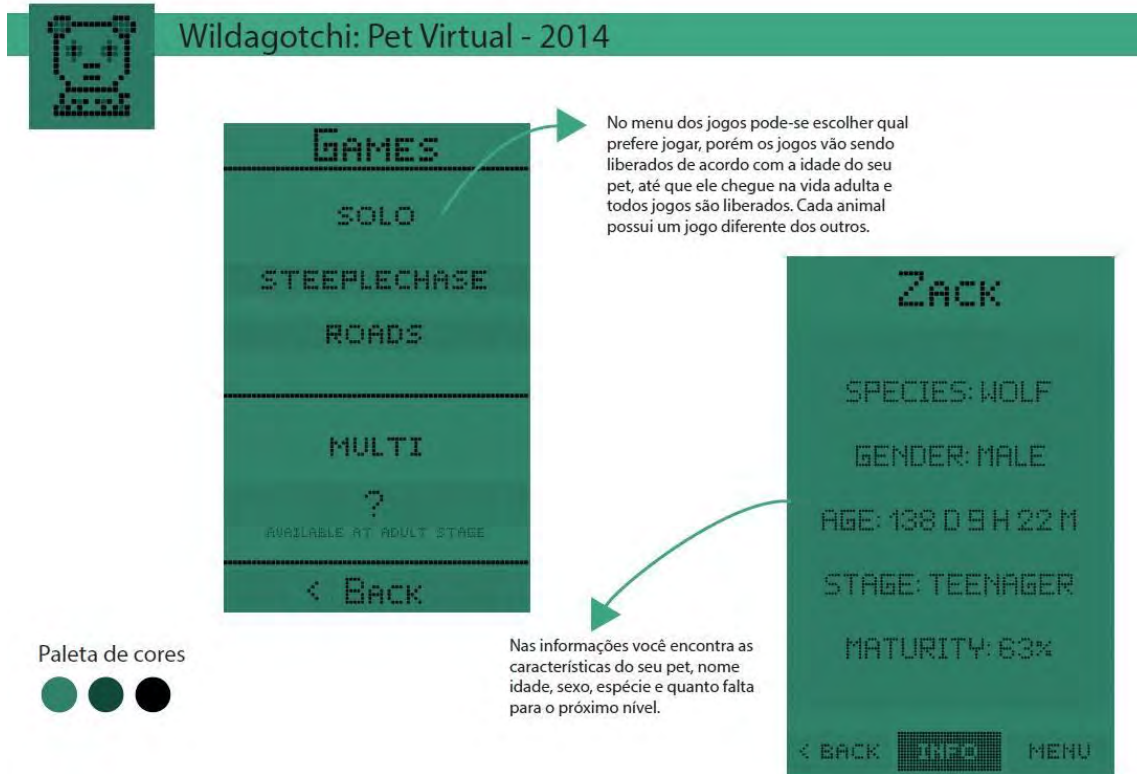 Wildagotchi: Pet Virtual - 2014
GAMES
SOLO
STEEPLECHASE
ROADS
MULTI
?
AVAILABLE AT ADULT STAGE
< BACK
No menu dos jogos pode-se escolher qual
prefere jogar, porém os jogos vão sendo
liberados de acordo com a idade do seu
pet, até que ele chegue na vida adulta e
todos jogos são liberados. Cada animal
possui um jogo diferente dos outros.
ZACK
SPECIES: WOLF
GENDER: MALE
AGE: 138 D 9 H 22 M
STAGE: TEENAGER
MATURITY: 63%
< BACK INFO MENU
Nas informações você encontra as
características do seu pet, nome
idade, sexo, espécie e quanto falta
para o próximo nível.
Paleta de cores